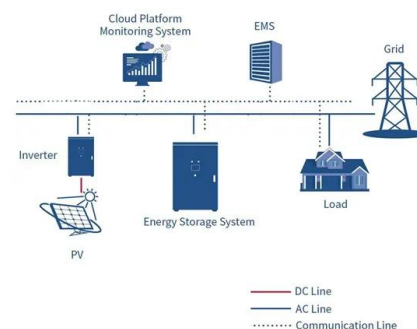 Cloud Platform
Monitoring System
EMS
Grid
Inverter
Energy Storage System
Load
PV
DC Line
AC Line
Communication Line